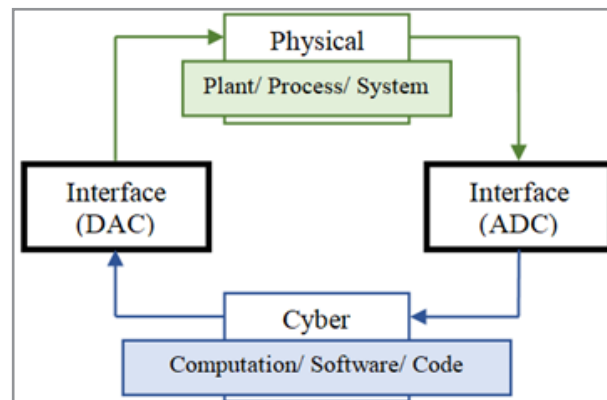 Physical
Plant/ Process/ System
Interface
(DAC)
Interface
(ADC)
Cyber
Computation/ Software/ Code